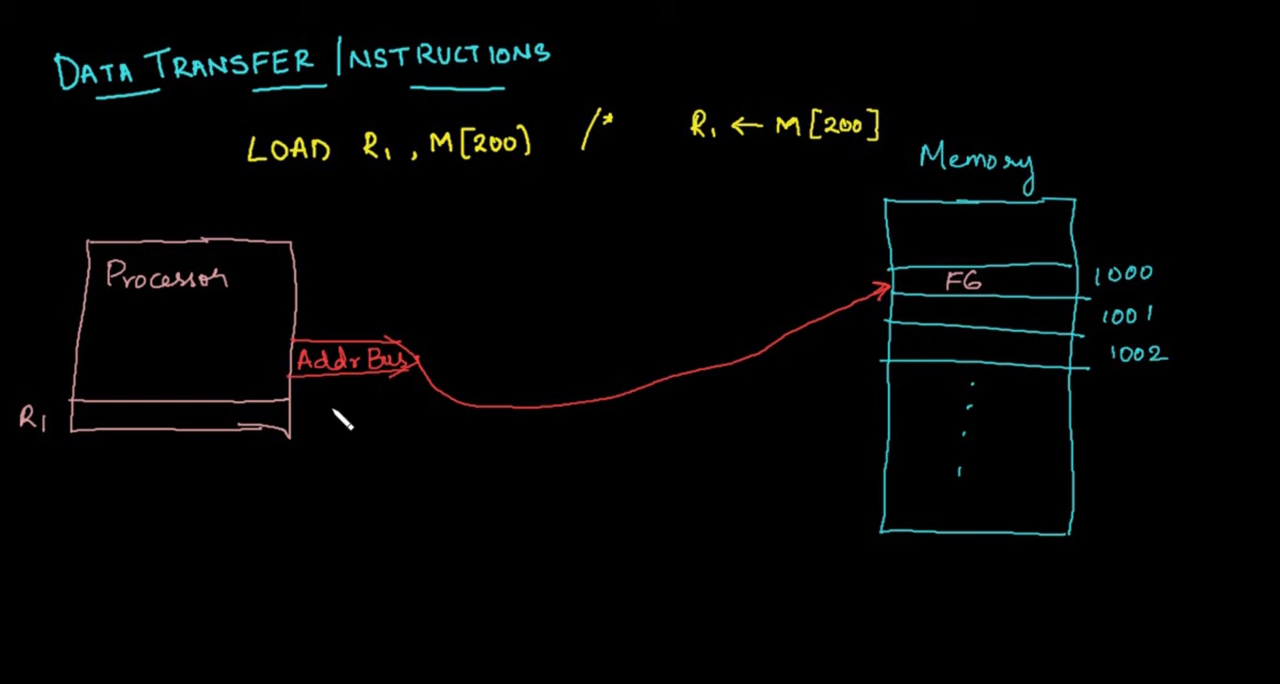 DATA TRANSFER INSTRUCTIONS
LOAD R1 , M[200] /* R1 ← M[200]
Memory
Processor
FG 1000
1001
1002
Addr Bus
R1